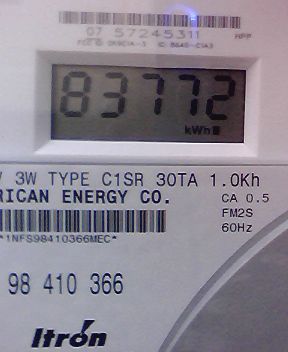 07 57245311
83772
kWh
3W TYPE C1SR 30TA 1.0Kh
RICAN ENERGY CO.
CA 0.5
FM2S
60Hz
*1NFS98410366MEC*
98 410 366
Itron